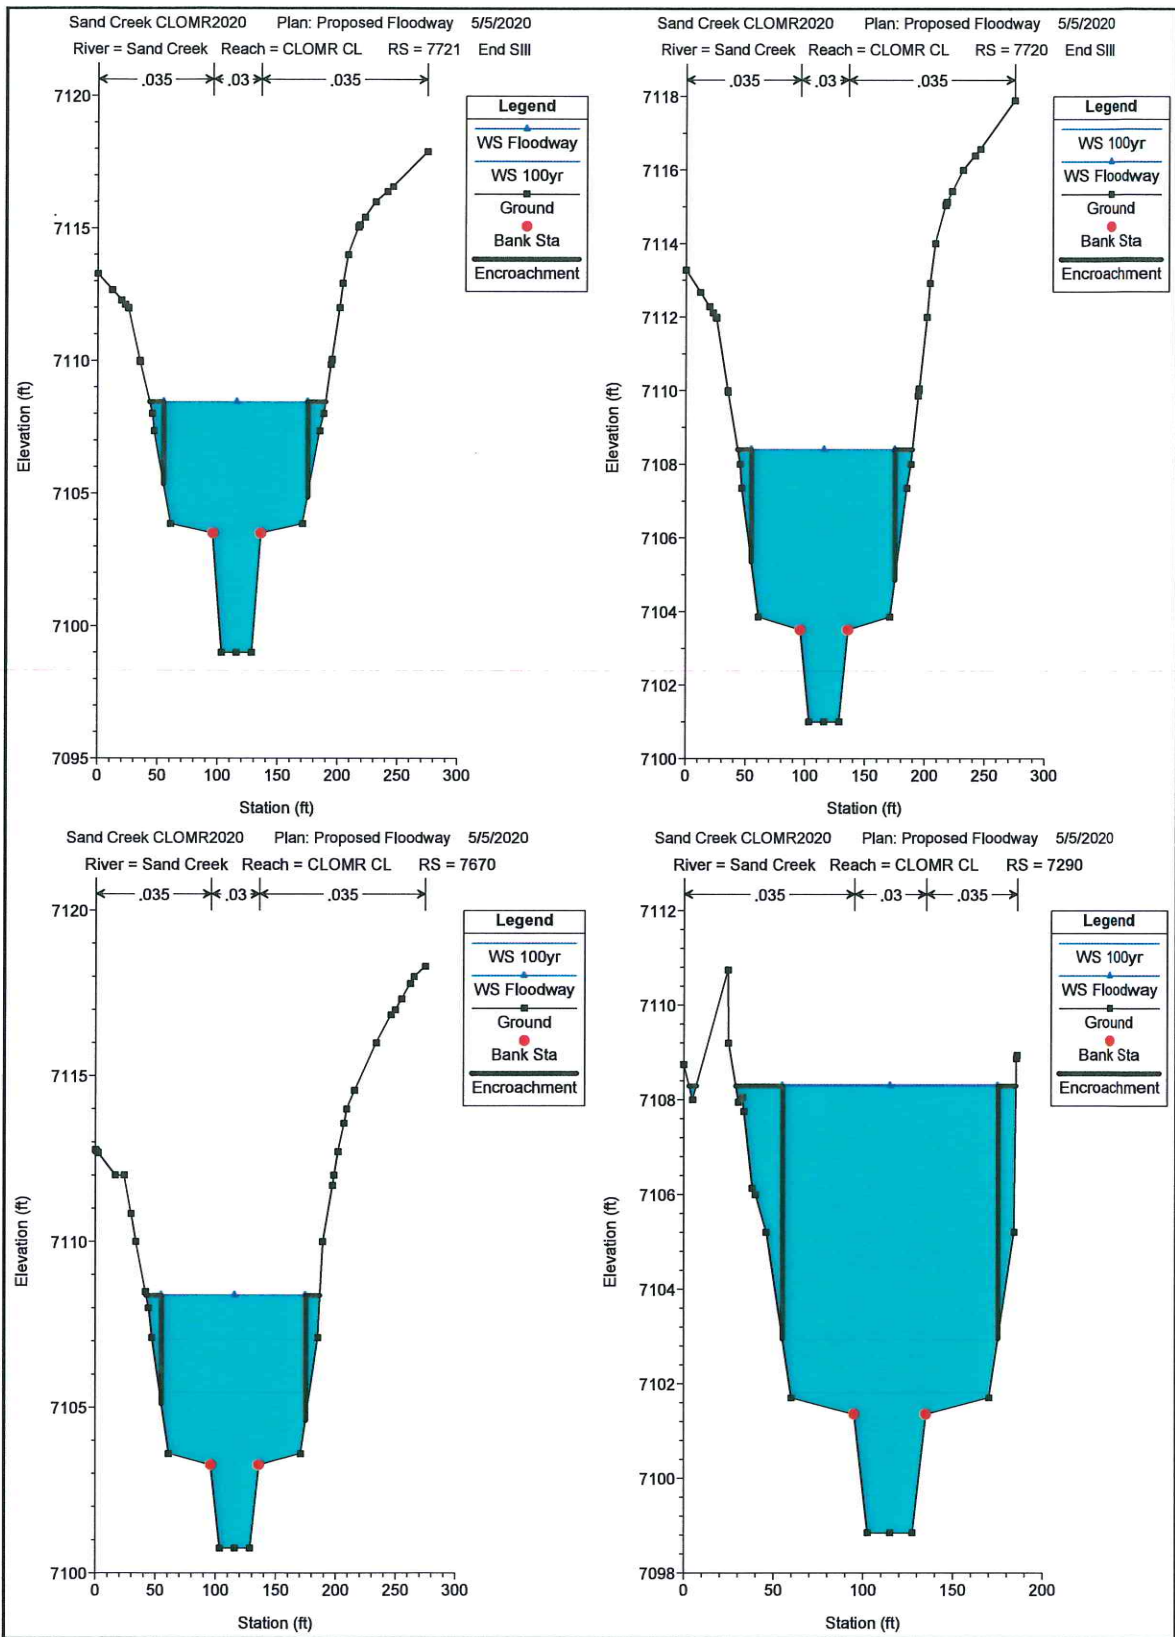 Sand Creek CLOMR2020 Plan: Proposed Floodway 5/5/2020
River = Sand Creek Reach = CLOMR CL RS = 7721 End SIII
.035 .03 .035
7120
7115
7110
7105
7100
7095
Elevation (ft)
0 50 100 150 200 250 300
Station (ft)
Legend
WS Floodway
WS 100yr
Ground
Bank Sta
Encroachment
Sand Creek CLOMR2020 Plan: Proposed Floodway 5/5/2020
River = Sand Creek Reach = CLOMR CL RS = 7720 End SIII
.035 .03 .035
7118
7116
7114
7112
7110
7108
7106
7104
7102
7100
Elevation (ft)
0 50 100 150 200 250 300
Station (ft)
Legend
WS 100yr
WS Floodway
Ground
Bank Sta
Encroachment
Sand Creek CLOMR2020 Plan: Proposed Floodway 5/5/2020
River = Sand Creek Reach = CLOMR CL RS = 7670
.035 .03 .035
7120
7115
7110
7105
7100
Elevation (ft)
0 50 100 150 200 250 300
Station (ft)
Legend
WS 100yr
WS Floodway
Ground
Bank Sta
Encroachment
Sand Creek CLOMR2020 Plan: Proposed Floodway 5/5/2020
River = Sand Creek Reach = CLOMR CL RS = 7290
.035 .03 .035
7112
7110
7108
7106
7104
7102
7100
7098
Elevation (ft)
0 50 100 150 200
Station (ft)
Legend
WS 100yr
WS Floodway
Ground
Bank Sta
Encroachment